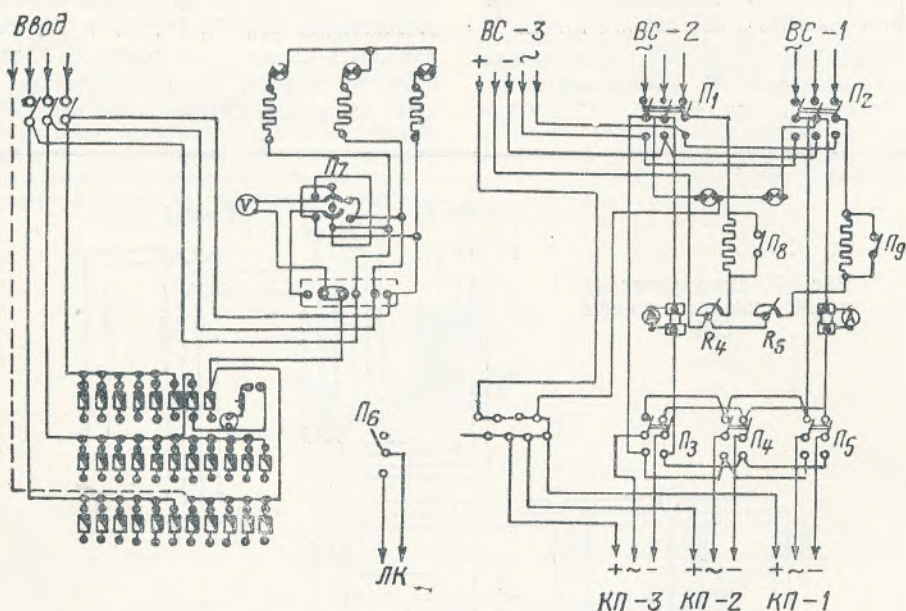 Ввод
ВС-3
ВС-2
ВС-1
+ - ~
~
~
П1
П2
П7
V
П8
П9
A
A
R4
R5
П6
П3
П4
П5
ЛК
+ ~ -
+ ~ -
+ ~ -
КП-3
КП-2
КП-1